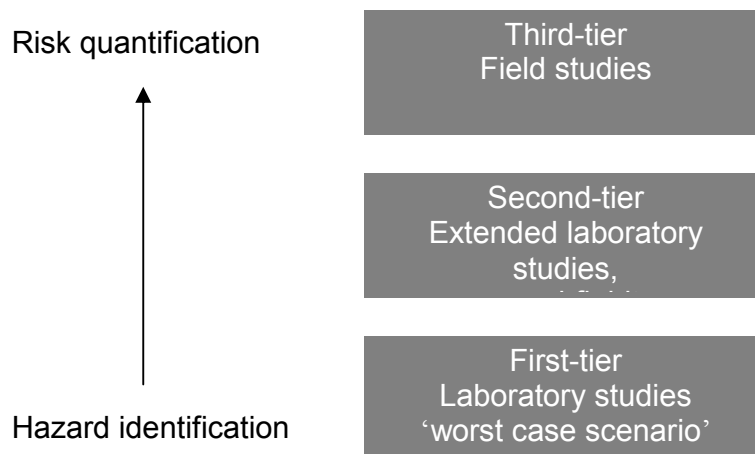 Risk quantification
Third-tier
Field studies
Second-tier
Extended laboratory
studies,
First-tier
Laboratory studies
‘worst case scenario’
Hazard identification